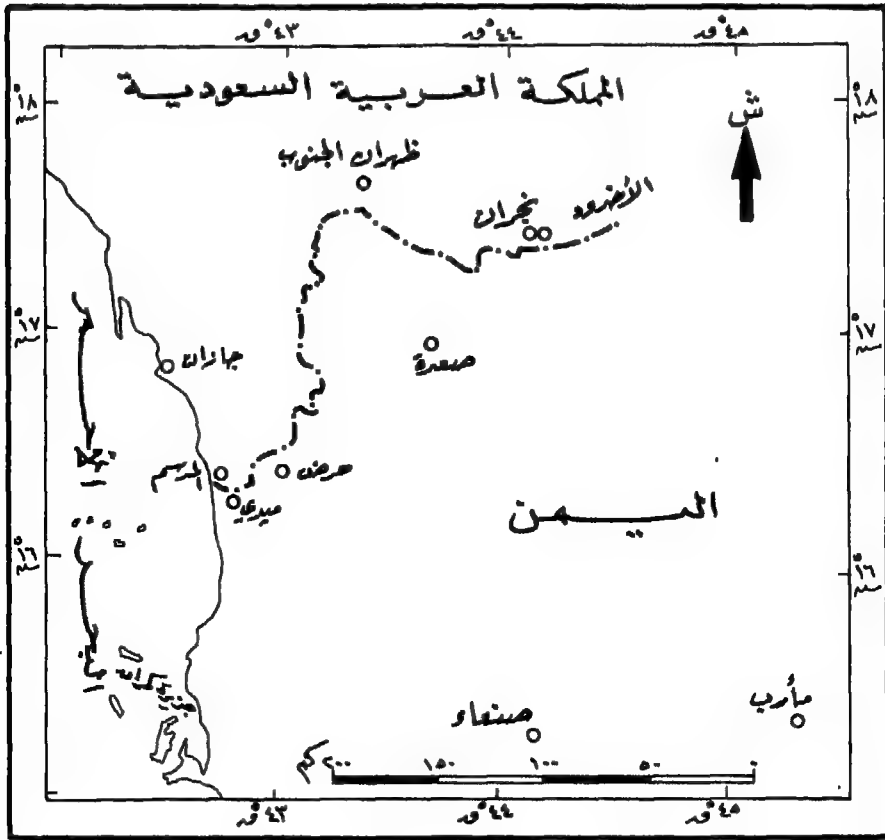 °٤٣ ق °٤٤ ق °٤٥ ق
المملكة العربية السعودية
°١٨ س
°١٨ س
ش
ظهران الجنوب
نجران
الأخدود
°١٧ س
°١٧ س
جازان
صعدة
الموسم
حرض
ميدي
اليمن
°١٦ س
°١٦ س
صنعاء
مأرب
٢٠٠ كم ١٥٠ ١٠٠ ٥٠ ٠
°٤٣ ق °٤٤ ق °٤٥ ق